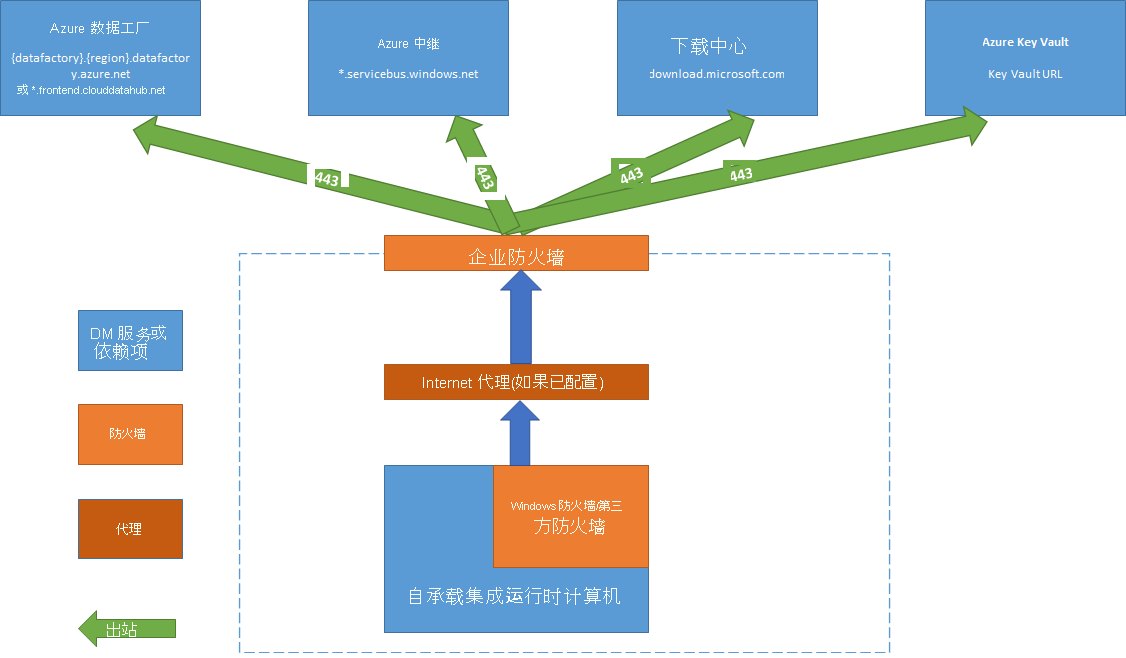 Azure 数据工厂
{datafactory}.{region}.datafactor
y.azure.net
或 *.frontend.clouddatahub.net
Azure 中继
*.servicebus.windows.net
下载中心
download.microsoft.com
Azure Key Vault
Key Vault URL
443
443
443
443
企业防火墙
DM 服务或
依赖项
Internet 代理(如果已配置)
防火墙
Windows 防火墙/第三
方防火墙
代理
自承载集成运行时计算机
出站